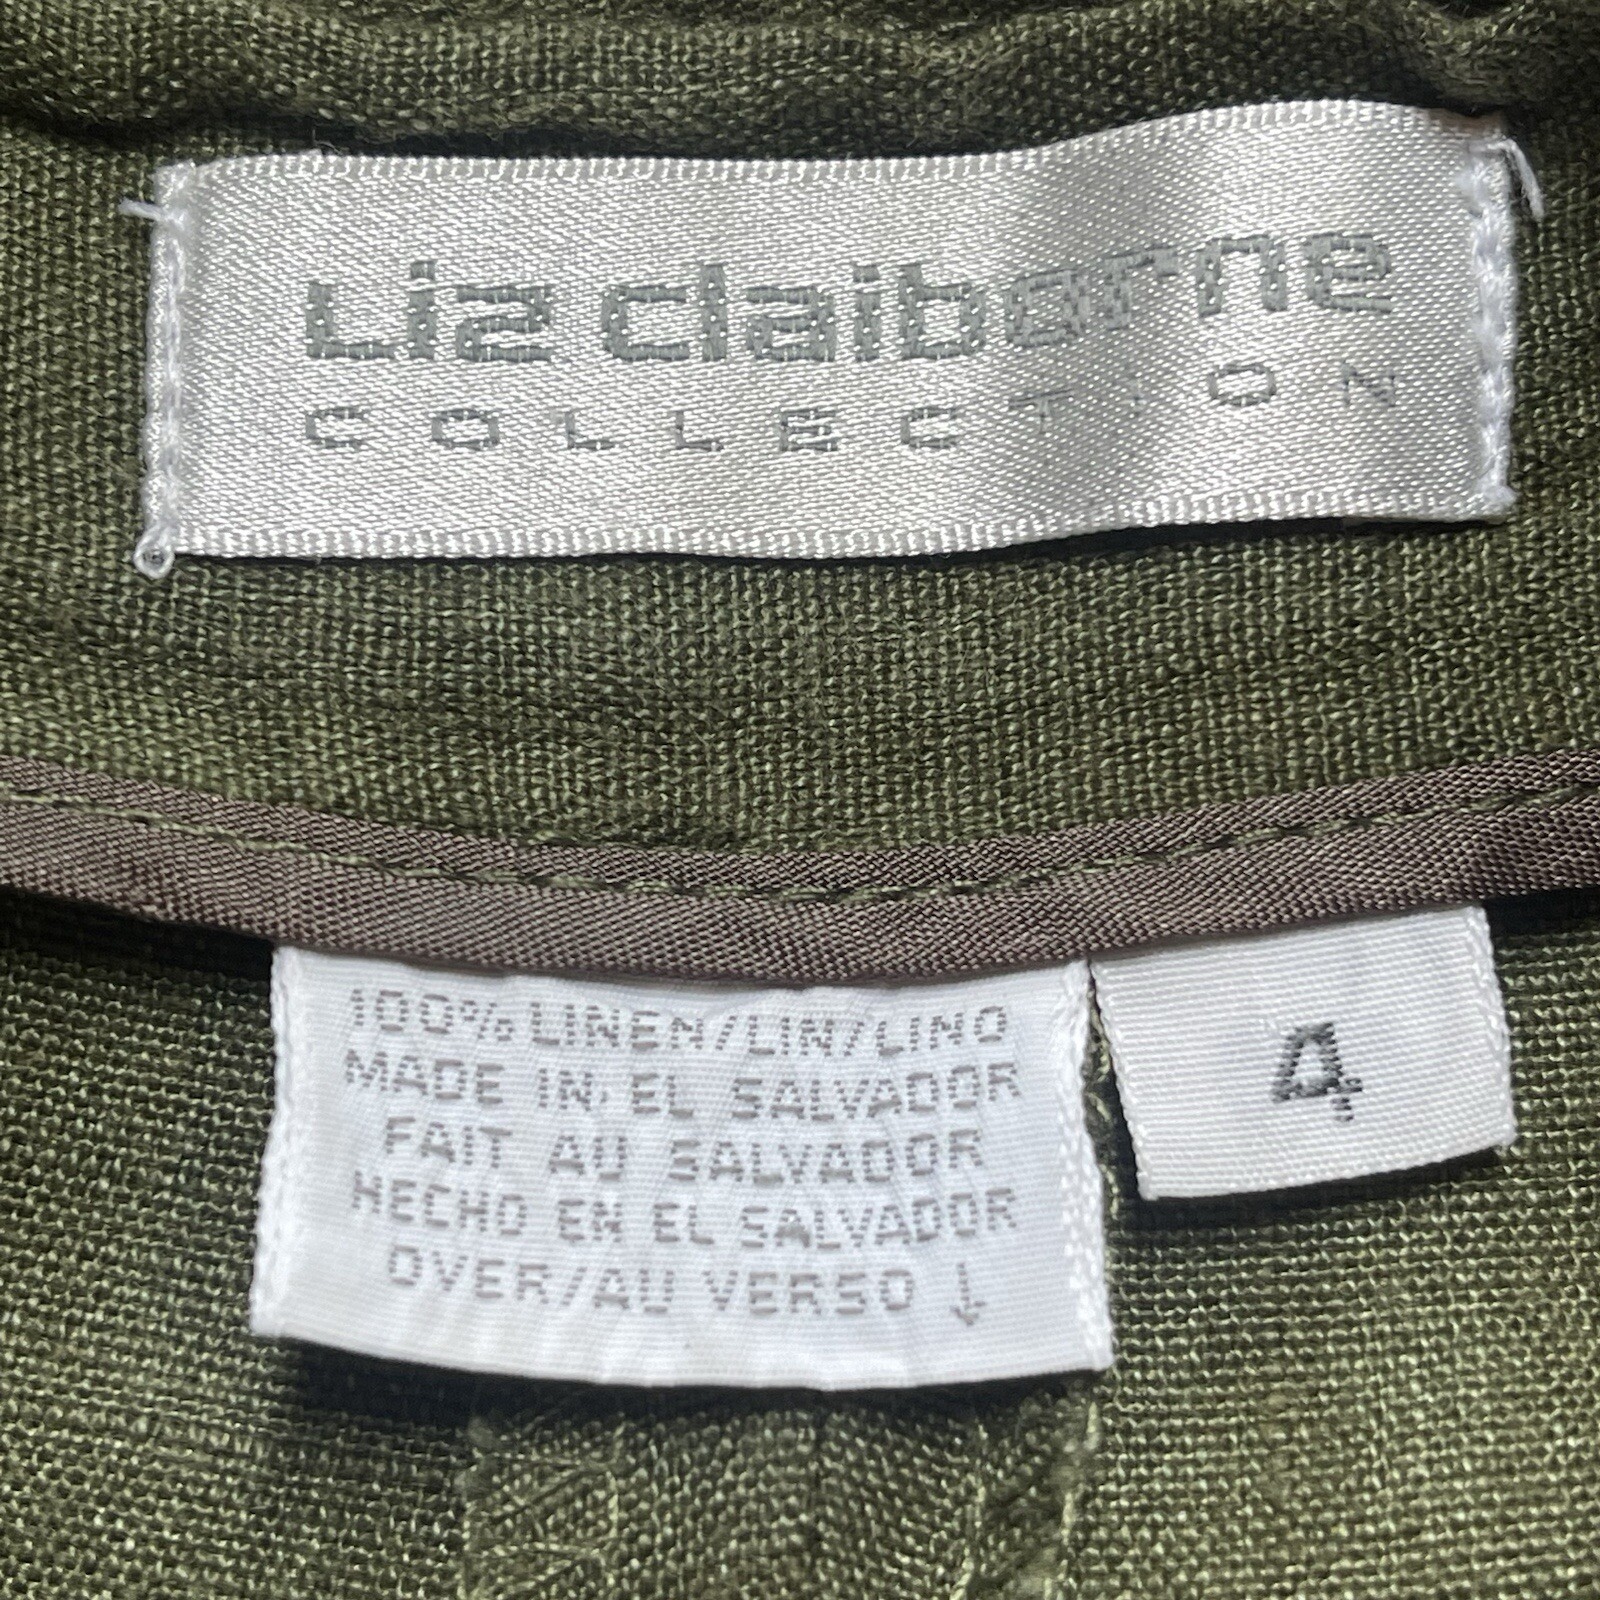 Liz claiborne
COLLECTION
100% LINEN/LIN/LINO
MADE IN EL SALVADOR
FAIT AU SALVADOR
HECHO EN EL SALVADOR
OVER/AU VERSO ↓
4